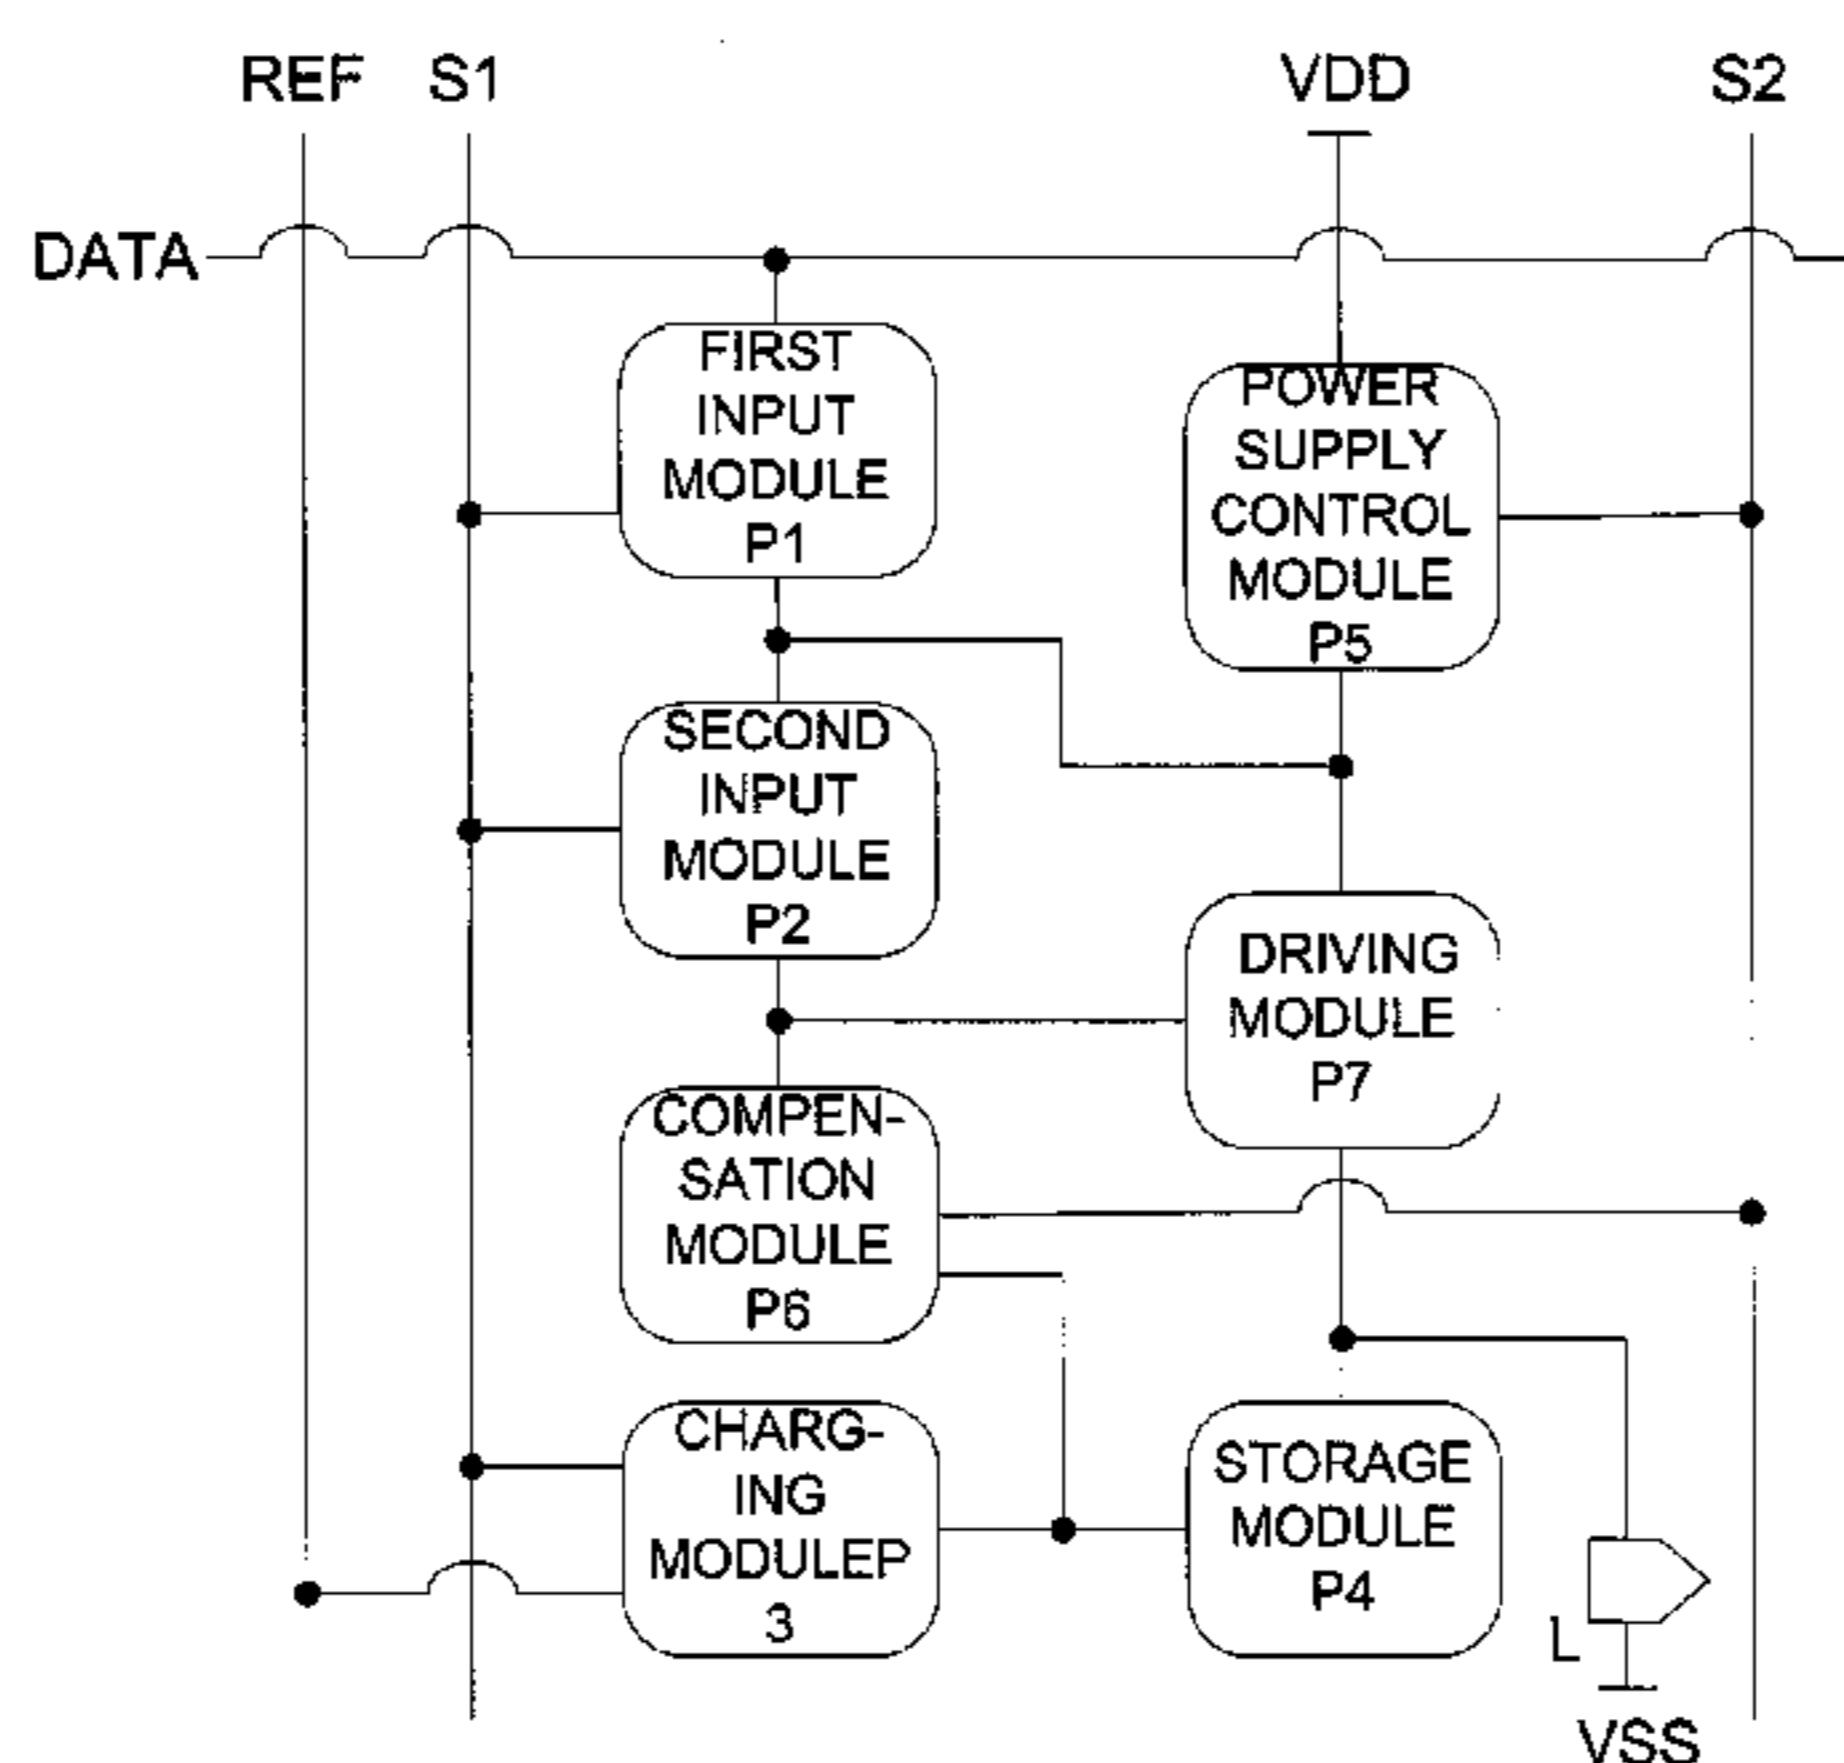 REF S1 VDD S2
DATA
FIRST
INPUT
MODULE
P1
POWER
SUPPLY
CONTROL
MODULE
P5
SECOND
INPUT
MODULE
P2
DRIVING
MODULE
P7
COMPEN-
SATION
MODULE
P6
CHARG-
ING
MODULEP
3
STORAGE
MODULE
P4
L
VSS